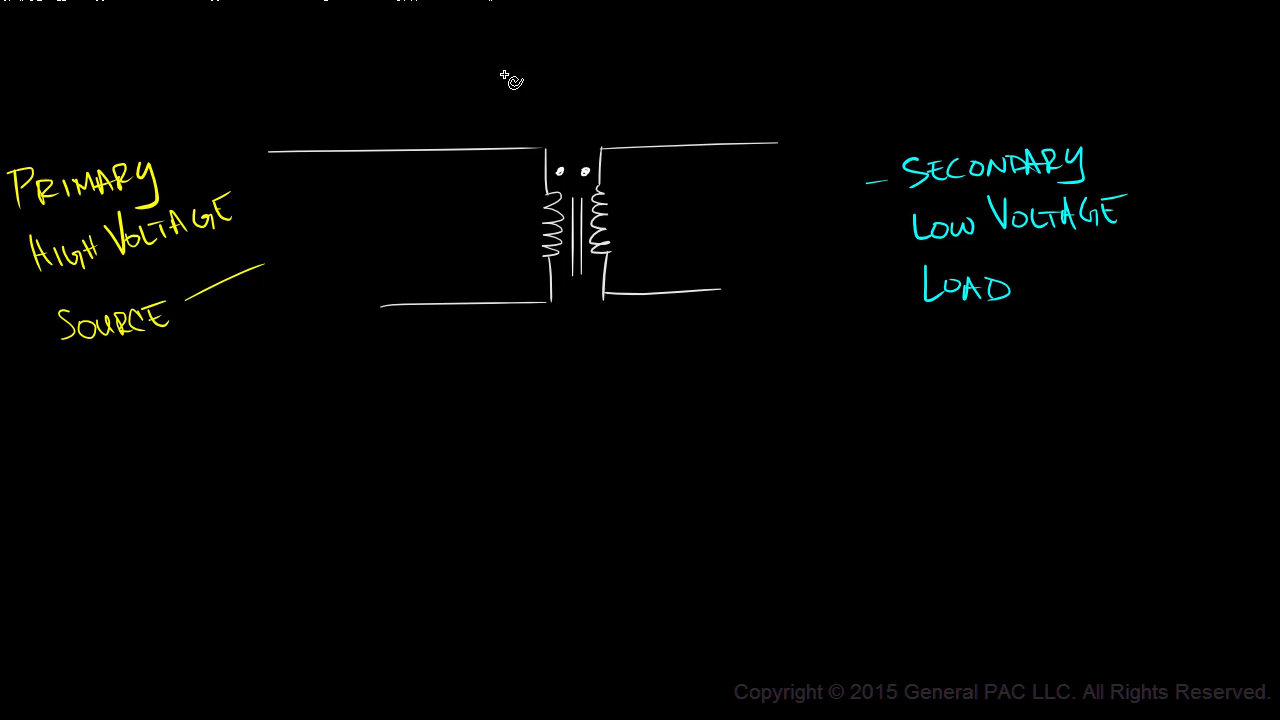 PRIMARY
HIGH VOLTAGE
SOURCE
SECONDARY
LOW VOLTAGE
LOAD
Copyright © 2015 General PAC LLC. All Rights Reserved.